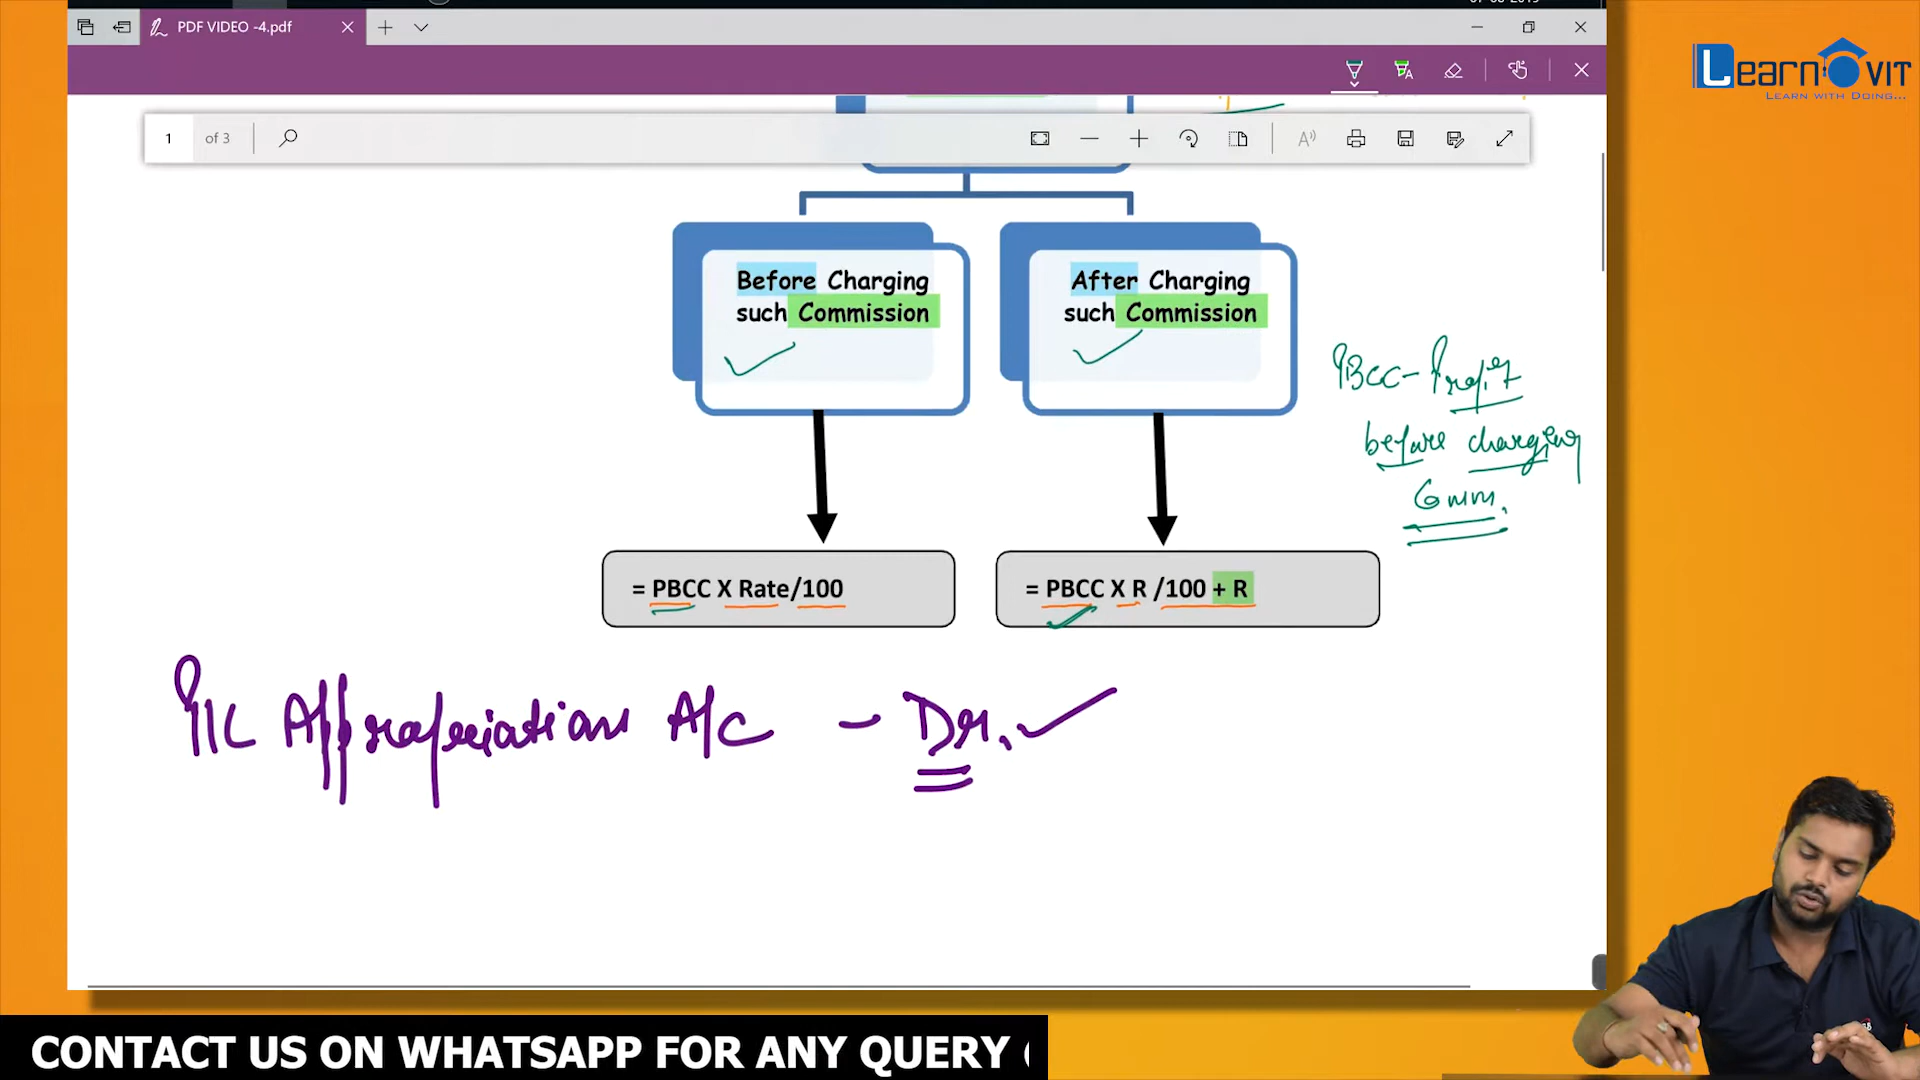 PDF VIDEO -4.pdf
LearnOVIT
LEARN WITH DOING...
1 of 3
Before Charging
such Commission
After Charging
such Commission
PBCC - Profit
before charging
Comm.
= PBCC X Rate/100
= PBCC X R /100 + R
P/L Appropriation A/C - Dr.
CONTACT US ON WHATSAPP FOR ANY QUERY